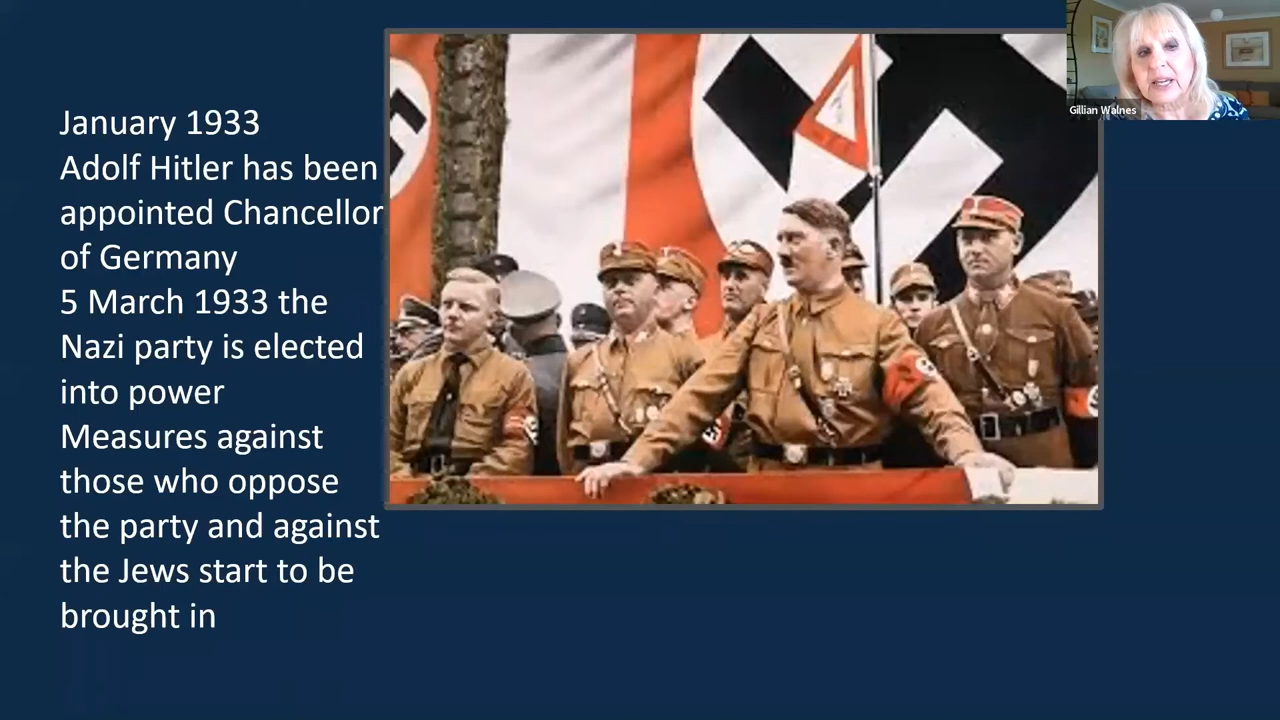 January 1933
Adolf Hitler has been
appointed Chancellor
of Germany
5 March 1933 the
Nazi party is elected
into power
Measures against
those who oppose
the party and against
the Jews start to be
brought in
Gillian Walnes